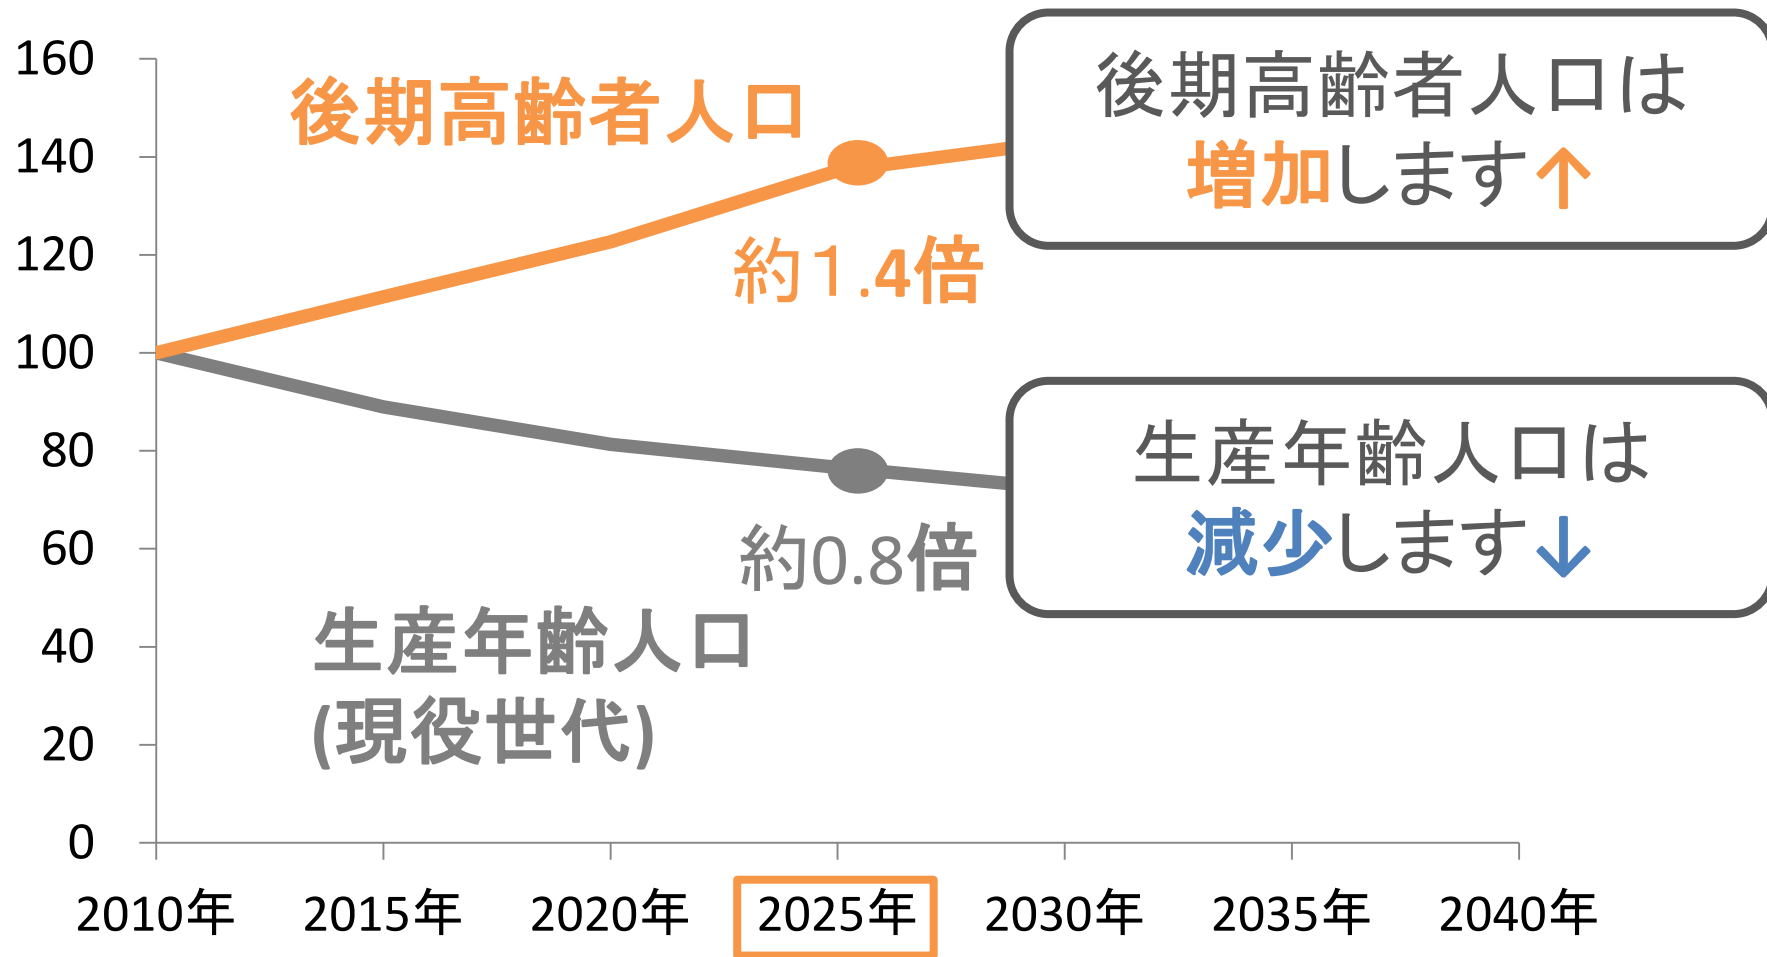 160
140
120
100
80
60
40
20
0
後期高齢者人口
約１.4倍
後期高齢者人口は
増加します↑
生産年齢人口は
減少します↓
約0.8倍
生産年齢人口
(現役世代)
2010年 2015年 2020年 2025年 2030年 2035年 2040年